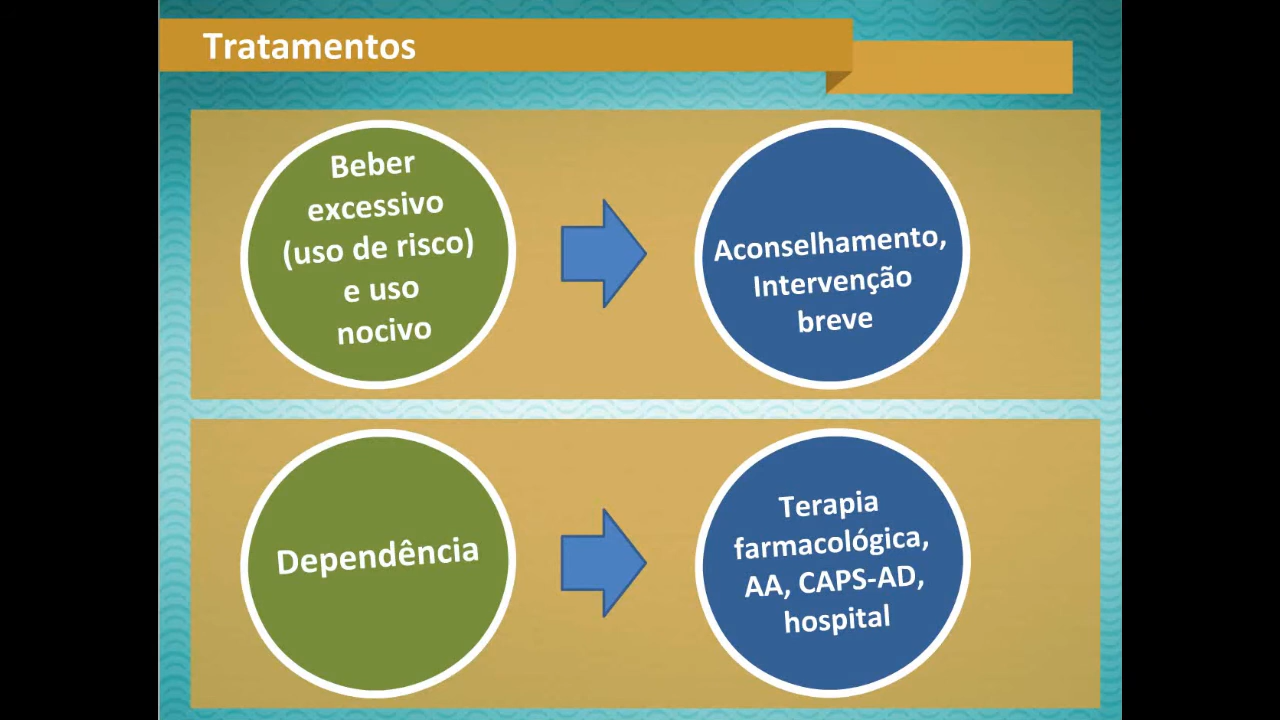 Tratamentos
Beber
excessivo
(uso de risco)
e uso
nocivo
Aconselhamento,
Intervenção
breve
Dependência
Terapia
farmacológica,
AA, CAPS-AD,
hospital